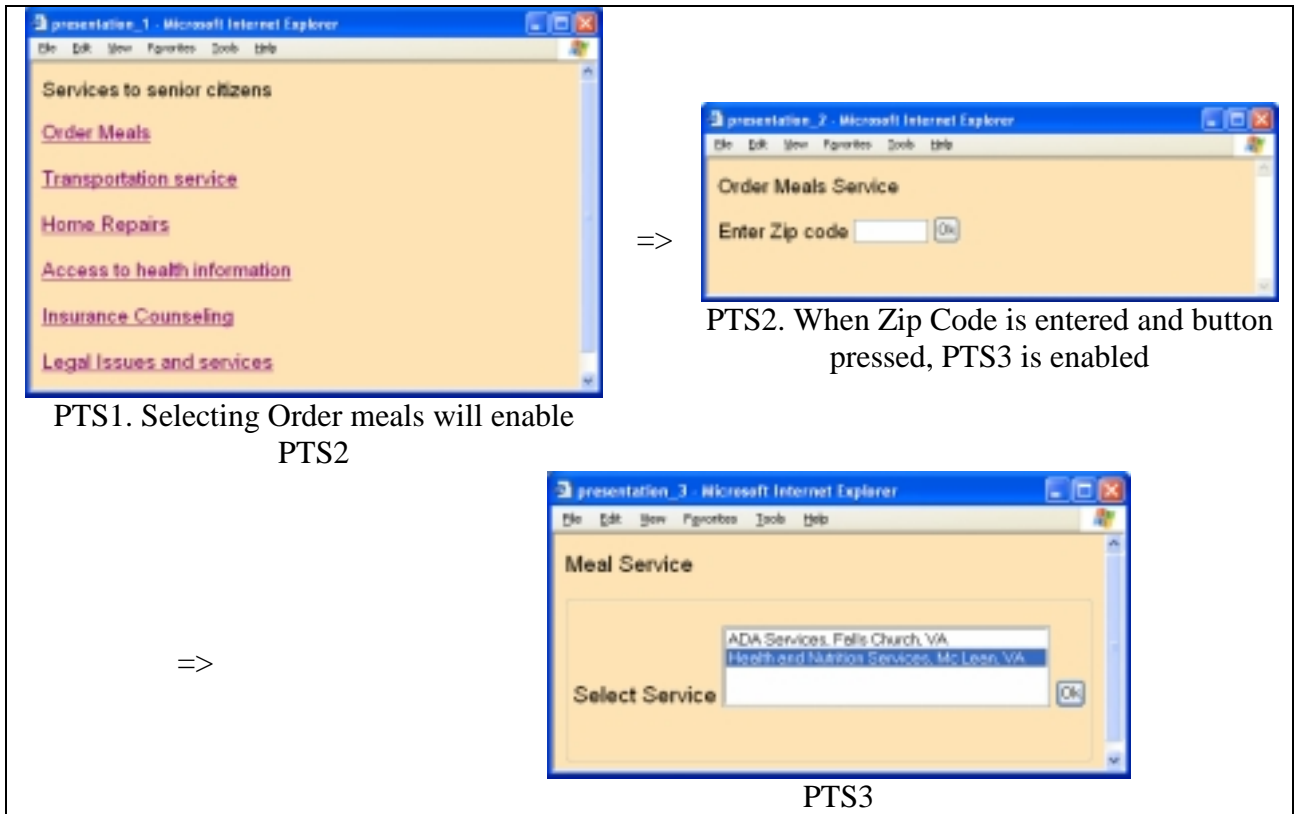 presentation_1 - Microsoft Internet Explorer
File Edit View Favorites Tools Help
Services to senior citizens
Order Meals
Transportation service
Home Repairs
Access to health information
Insurance Counseling
Legal Issues and services
PTS1. Selecting Order meals will enable
PTS2
=>
presentation_2 - Microsoft Internet Explorer
File Edit View Favorites Tools Help
Order Meals Service
Enter Zip code Ok
PTS2. When Zip Code is entered and button
pressed, PTS3 is enabled
=>
presentation_3 - Microsoft Internet Explorer
File Edit View Favorites Tools Help
Meal Service
ADA Services, Falls Church, VA
Health and Nutrition Services, Mc Lean, VA
Select Service Ok
PTS3